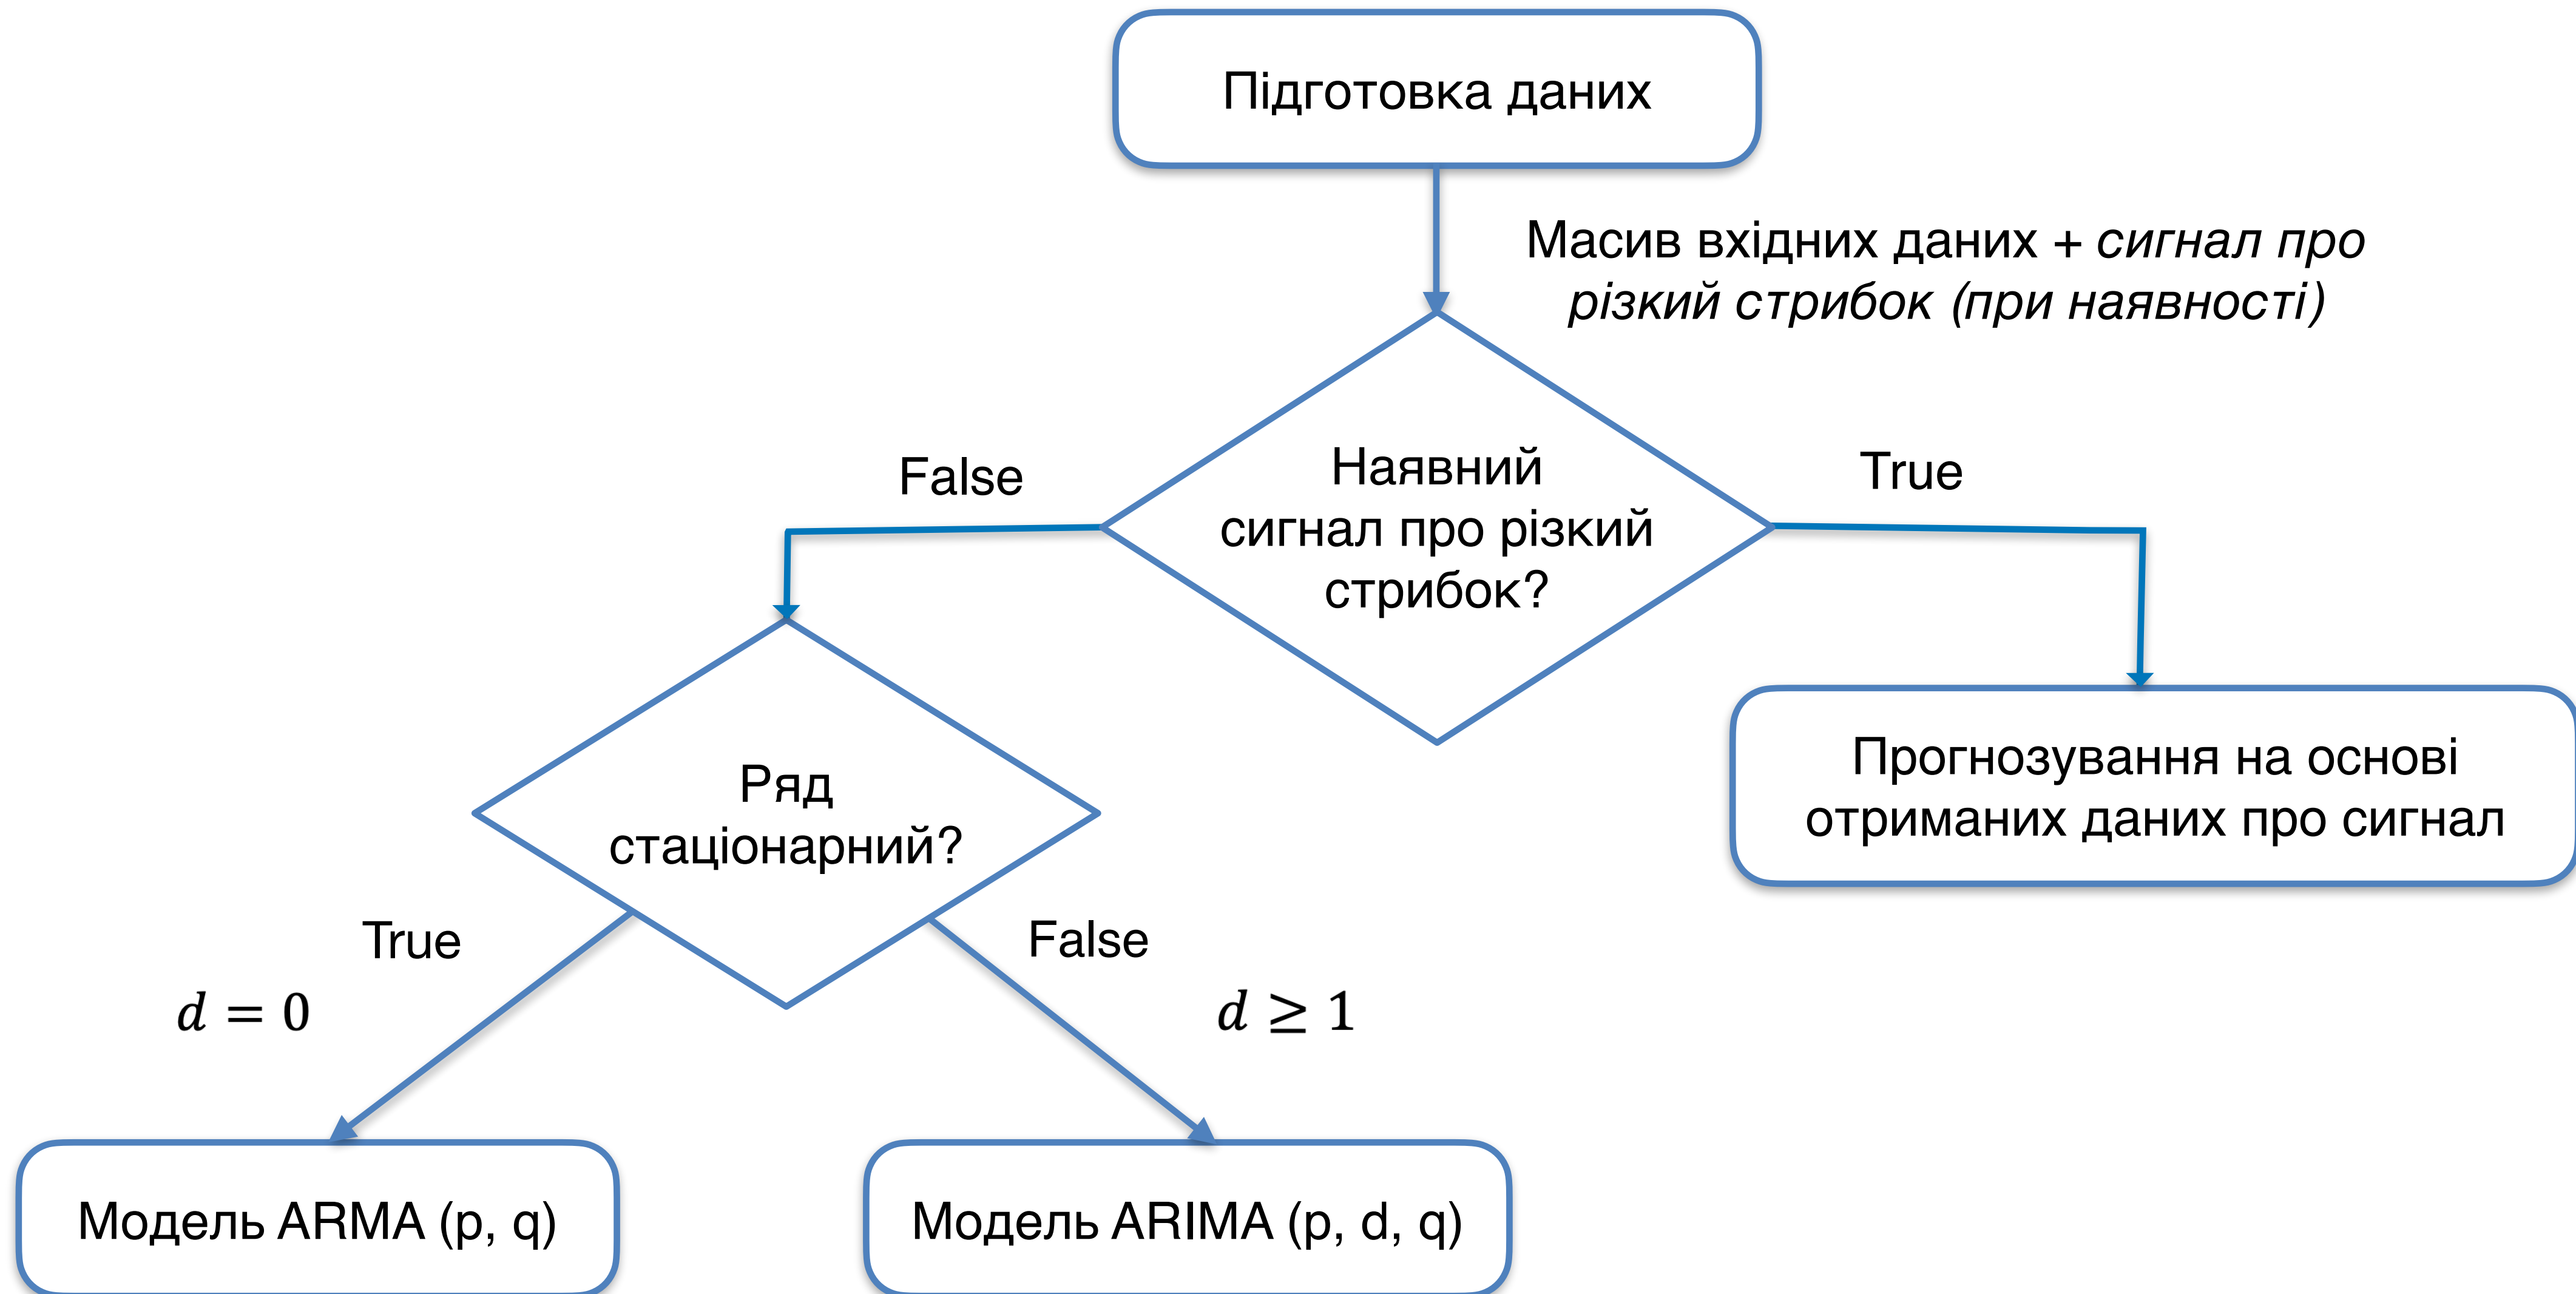 Підготовка даних
Масив вхідних даних + сигнал про
різкий стрибок (при наявності)
Наявний
сигнал про різкий
стрибок?
False
True
Ряд
стаціонарний?
Прогнозування на основі
отриманих даних про сигнал
True
False
d = 0
d ≥ 1
Модель ARMA (p, q)
Модель ARIMA (p, d, q)